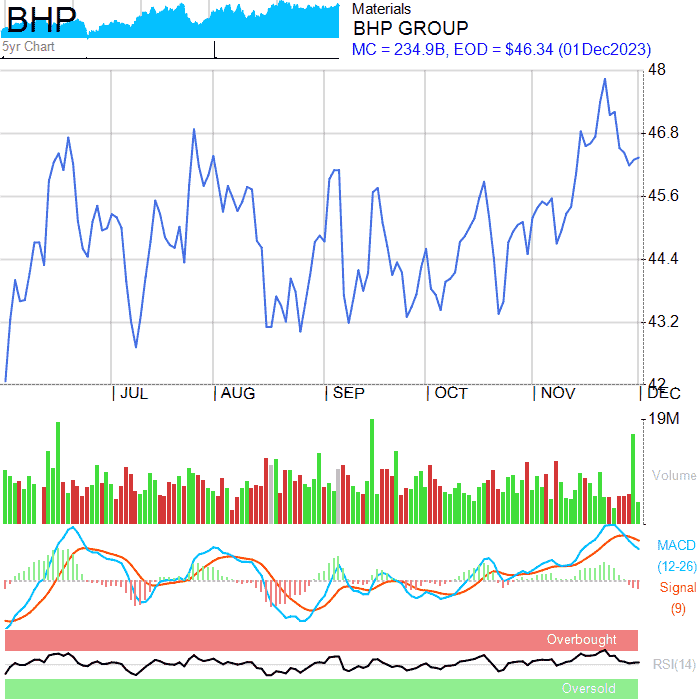 BHP
5yr Chart
Materials
BHP GROUP
MC = 234.9B, EOD = $46.34 (01Dec2023)
48
46.8
45.6
44.4
43.2
42
JUL AUG SEP OCT NOV DEC
19M
Volume
MACD
(12-26)
Signal
(9)
Overbought
RSI(14)
Oversold